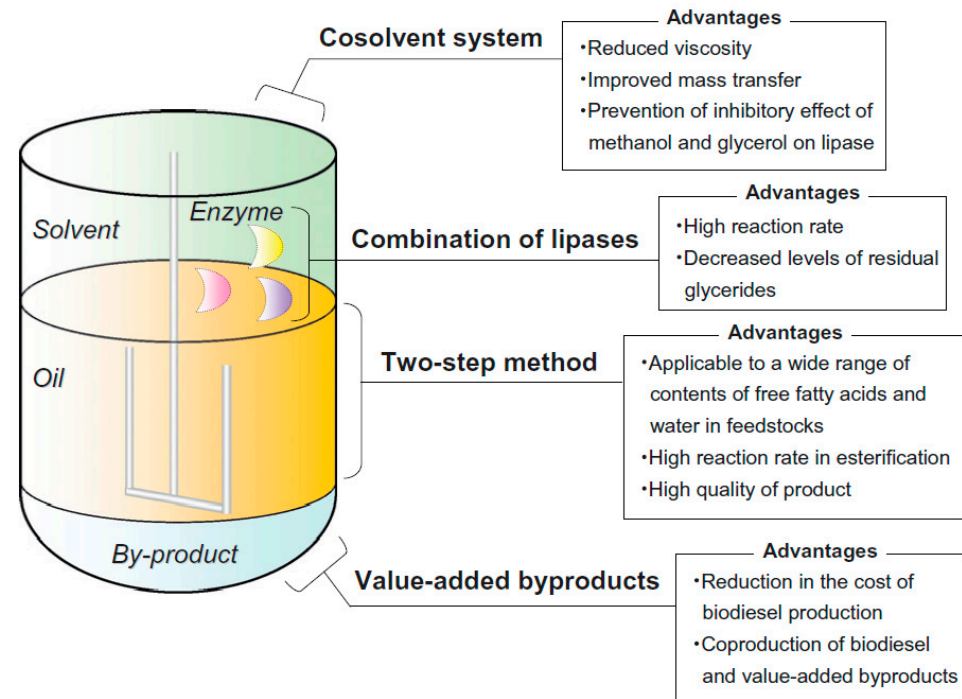 Cosolvent system
Advantages
・Reduced viscosity
・Improved mass transfer
・Prevention of inhibitory effect of
methanol and glycerol on lipase
Solvent
Enzyme
Combination of lipases
Advantages
・High reaction rate
・Decreased levels of residual
glycerides
Oil
Two-step method
Advantages
・Applicable to a wide range of
contents of free fatty acids and
water in feedstocks
・High reaction rate in esterification
・High quality of product
By-product
Value-added byproducts
Advantages
・Reduction in the cost of
biodiesel production
・Coproduction of biodiesel
and value-added byproducts